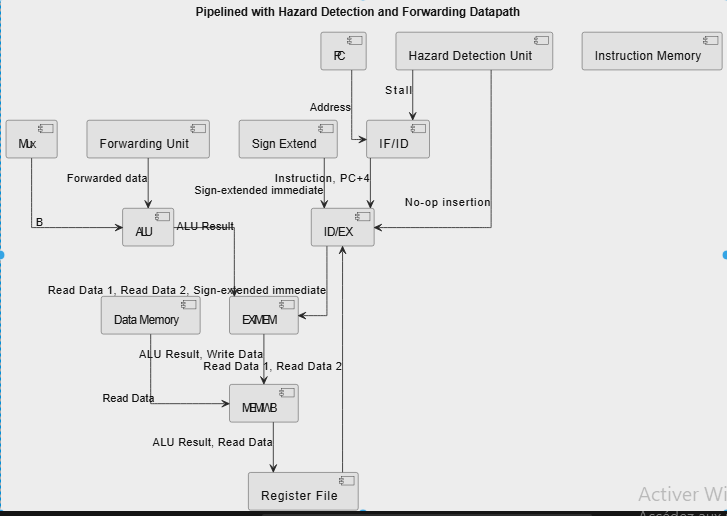 Pipelined with Hazard Detection and Forwarding Datapath
PC
Hazard Detection Unit
Instruction Memory
Stall
Address
Mux
Forwarding Unit
Sign Extend
IF/ID
Forwarded data
Instruction, PC+4
Sign-extended immediate
No-op insertion
B
ALU
ALU Result
ID/EX
Read Data 1, Read Data 2, Sign-extended immediate
Data Memory
EX/MEM
ALU Result, Write Data
Read Data 1, Read Data 2
Read Data
MEM/WB
ALU Result, Read Data
Register File
Activer Wi